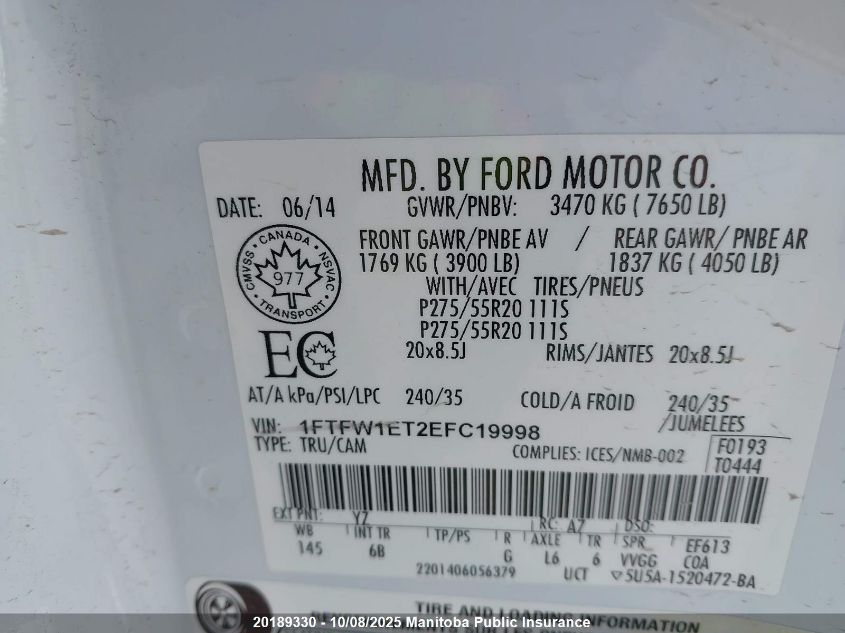 MFD. BY FORD MOTOR CO.
DATE: 06/14 GVWR/PNBV: 3470 KG ( 7650 LB)
CANADA
CMVSS NSVAC
977
TRANSPORT
FRONT GAWR/PNBE AV / REAR GAWR/ PNBE AR
1769 KG ( 3900 LB) 1837 KG ( 4050 LB)
WITH/AVEC TIRES/PNEUS
P275/55R20 111S
P275/55R20 111S
EC
20x8.5J RIMS/JANTES 20x8.5J
AT/A kPa/PSI/LPC 240/35 COLD/A FROID 240/35
/JUMELEES
VIN: 1FTFW1ET2EFC19998
TYPE: TRU/CAM COMPLIES: ICES/NMB-002 F0193
T0444
EXT PNT: YZ RC: A7 DSO:
WB INT TR TP/PS R AXLE TR SPR EF613
145 6B G L6 6 VVGG COA
2201406056379 UCT 5U5A-1520472-BA
TIRE AND LOADING INFORMATION
20189330 - 10/08/2025 Manitoba Public Insurance